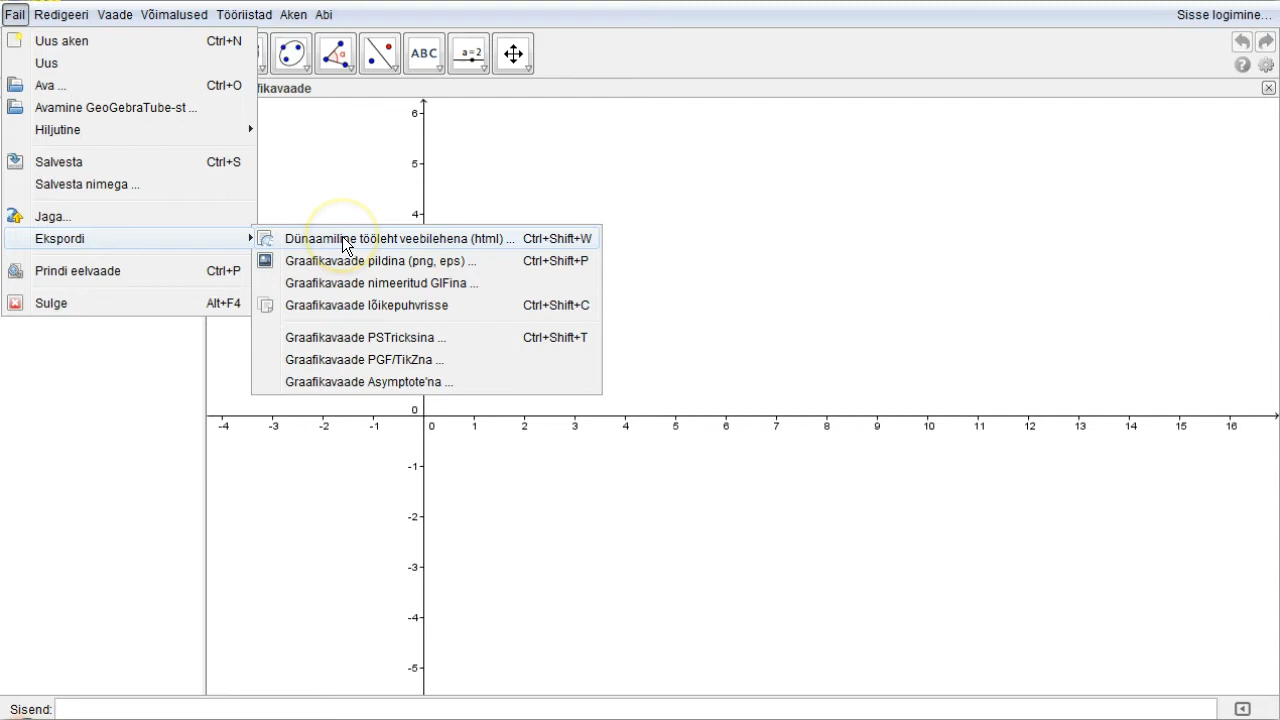 Fail Redigeeri Vaade Võimalused Tööriistad Aken Abi Sisse logimine...
Uus aken Ctrl+N
Uus
Ava ... Ctrl+O
Avamine GeoGebraTube-st ...
Hiljutine
Salvesta Ctrl+S
Salvesta nimega ...
Jaga...
Ekspordi
Prindi eelvaade Ctrl+P
Sulge Alt+F4
ABC a=2
fikavaade
Dünaamiline tööleht veebilehena (html) ... Ctrl+Shift+W
Graafikavaade pildina (png, eps) ... Ctrl+Shift+P
Graafikavaade nimeeritud GIFina ...
Graafikavaade lõikepuhvrisse Ctrl+Shift+C
Graafikavaade PSTricksina ... Ctrl+Shift+T
Graafikavaade PGF/TikZna ...
Graafikavaade Asymptote'na ...
6
5
4
0
-4 -3 -2 -1 0 1 2 3 4 5 6 7 8 9 10 11 12 13 14 15 16
-1
-2
-3
-4
-5
Sisend: